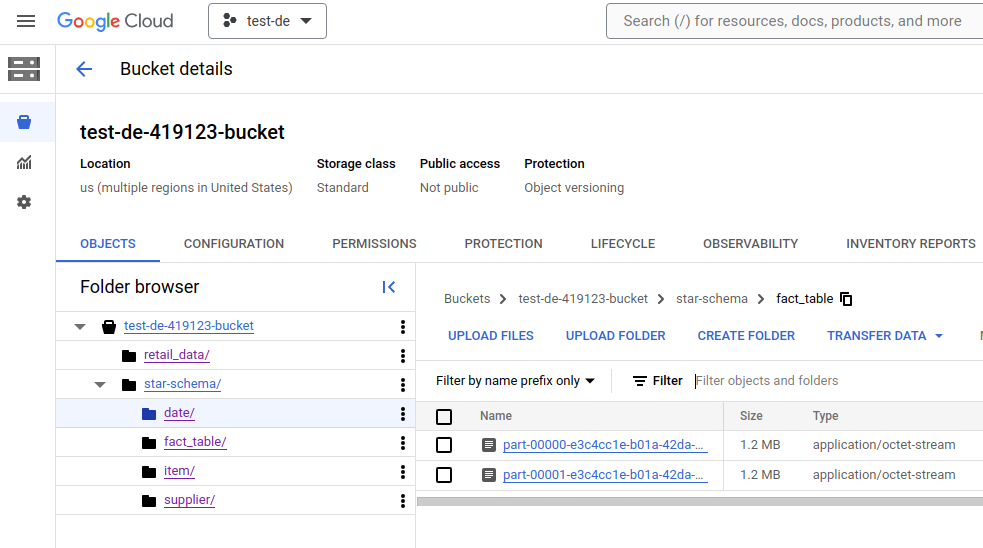 Google Cloud
test-de
Search (/) for resources, docs, products, and more
Bucket details
test-de-419123-bucket
Location
us (multiple regions in United States)
Storage class
Standard
Public access
Not public
Protection
Object versioning
OBJECTS CONFIGURATION PERMISSIONS PROTECTION LIFECYCLE OBSERVABILITY INVENTORY REPORTS
Folder browser
test-de-419123-bucket
retail_data/
star-schema/
date/
fact_table/
item/
supplier/
Buckets > test-de-419123-bucket > star-schema > fact_table
UPLOAD FILES UPLOAD FOLDER CREATE FOLDER TRANSFER DATA
Filter by name prefix only Filter Filter objects and folders
Name Size Type
part-00000-e3c4cc1e-b01a-42da-... 1.2 MB application/octet-stream
part-00001-e3c4cc1e-b01a-42da-... 1.2 MB application/octet-stream